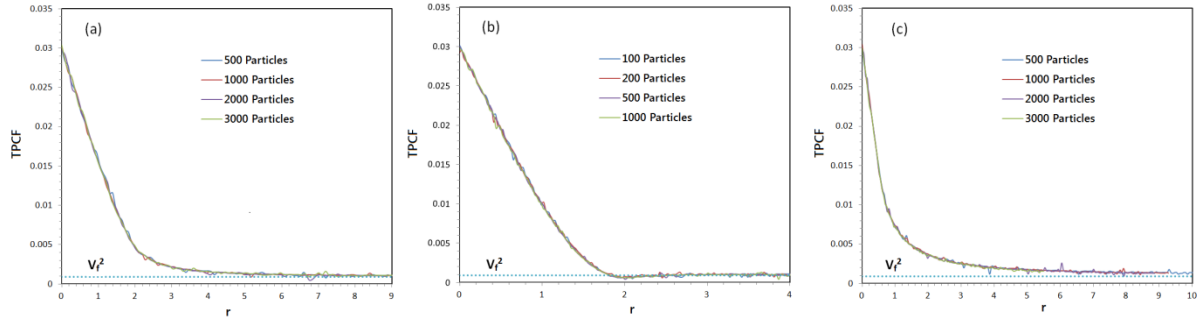 0.035
0.03
0.025
0.02
0.015
0.01
0.005
0
TPCF
(a)
500 Particles
1000 Particles
2000 Particles
3000 Particles
Vf²
0 1 2 3 4 5 6 7 8 9
r
0.035
0.03
0.025
0.02
0.015
0.01
0.005
0
TPCF
(b)
100 Particles
200 Particles
500 Particles
1000 Particles
Vf²
0 1 2 3 4
r
0.035
0.03
0.025
0.02
0.015
0.01
0.005
0
TPCF
(c)
500 Particles
1000 Particles
2000 Particles
3000 Particles
Vf²
0 1 2 3 4 5 6 7 8 9 10
r